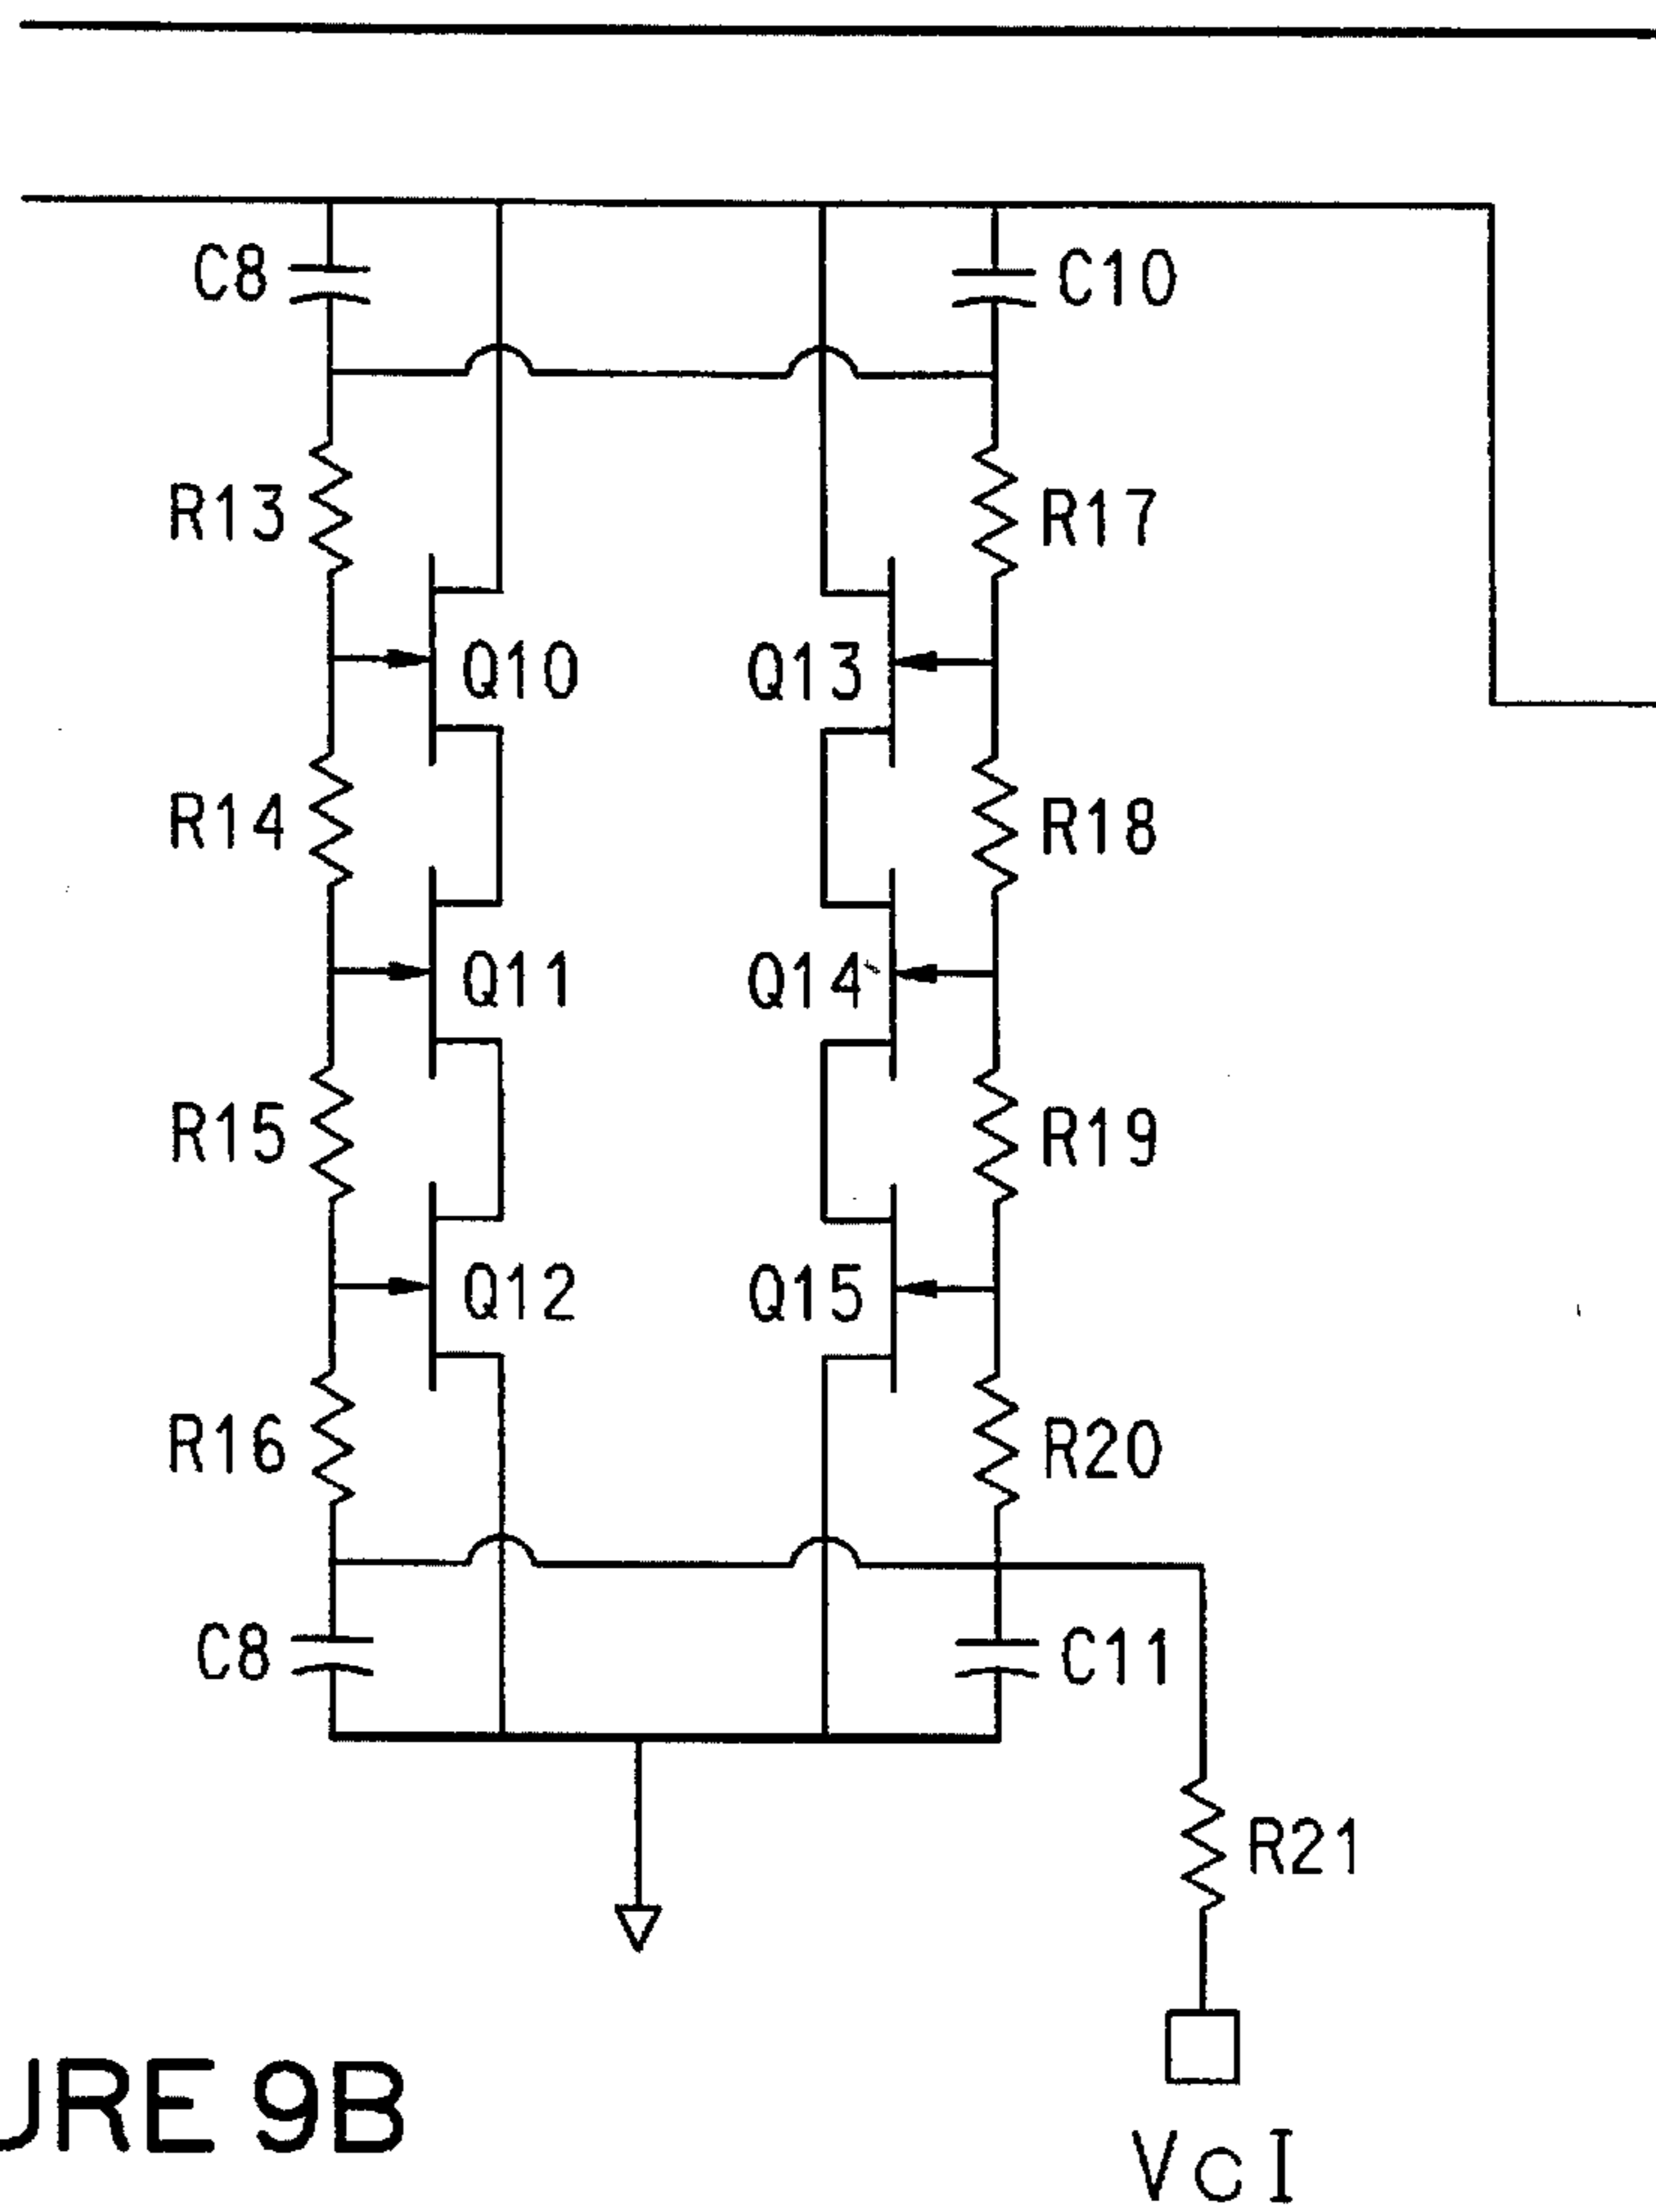 C8
C10
R13
R17
Q10
Q13
R14
R18
Q11
Q14
R15
R19
Q12
Q15
R16
R20
C8
C11
R21
URE 9B
VCI